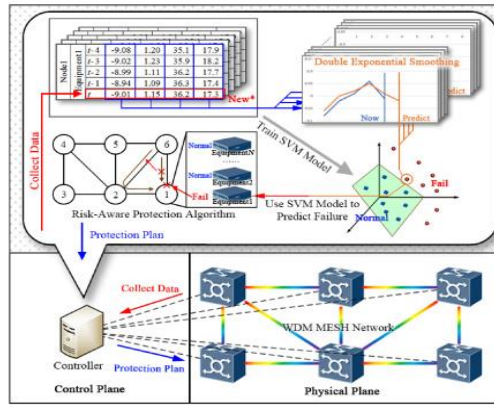 Node1
Equipment1
t-4 -9.08 1.20 35.1 17.9
t-3 -9.02 1.23 35.9 18.2
t-2 -8.99 1.11 36.2 17.7
t-1 -8.94 1.09 36.3 17.4
t -9.01 1.15 36.2 17.3
New*
Double Exponential Smoothing
Now
Predict
Collect Data
4
5
6
3
2
1
Normal
EquipmentN
......
Normal
Equipment2
Fail
Equipment1
Train SVM Model
Fail
Normal
Use SVM Model to
Predict Failure
Risk-Aware Protection Algorithm
Protection Plan
Collect Data
WDM MESH Network
Controller
Protection Plan
Control Plane
Physical Plane